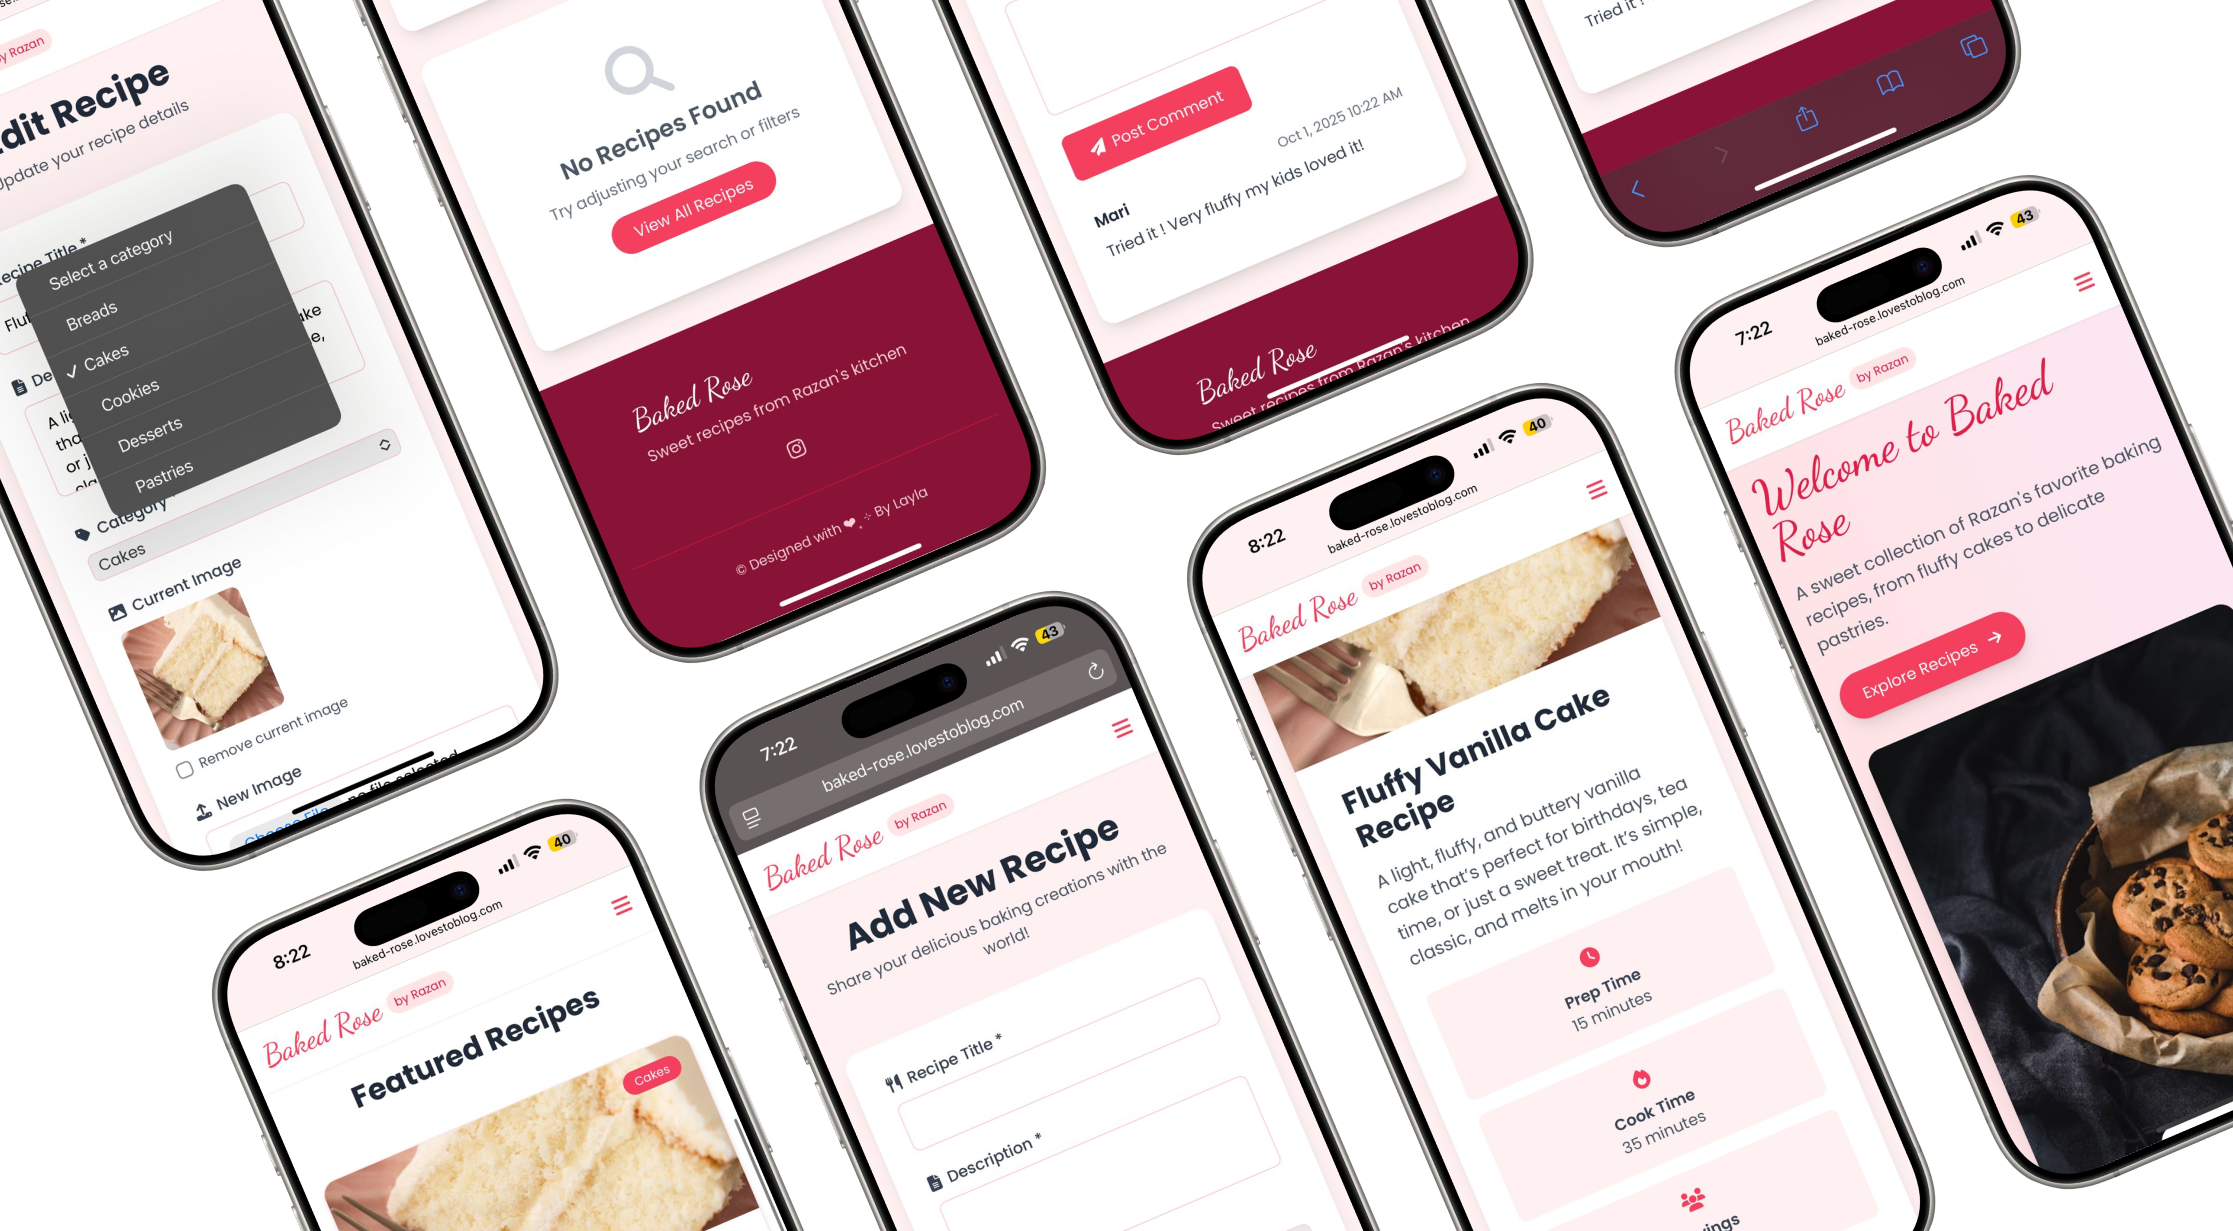 by Razan
dit Recipe
Update your recipe details
ecipe Title *
Select a category
Breads
✓ Cakes
Cookies
Desserts
Pastries
Category
Cakes
Current Image
Remove current image
New Image
Choose File
no file selected
No Recipes Found
Try adjusting your search or filters
View All Recipes
Baked Rose
Sweet recipes from Razan's kitchen
© Designed with ❤ By Layla
Post Comment
Oct 1, 2025 10:22 AM
Mari
Tried it ! Very fluffy my kids loved it!
Baked Rose
Sweet recipes from Razan's kitchen
Tried it !
8:22
40
baked-rose.lovestoblog.com
Baked Rose
by Razan
Featured Recipes
Cakes
7:22
43
baked-rose.lovestoblog.com
Baked Rose
by Razan
Add New Recipe
Share your delicious baking creations with the
world!
Recipe Title *
Description *
8:22
40
baked-rose.lovestoblog.com
Baked Rose
by Razan
Fluffy Vanilla Cake
Recipe
A light, fluffy, and buttery vanilla
cake that's perfect for birthdays, tea
time, or just a sweet treat. It's simple,
classic, and melts in your mouth!
Prep Time
15 minutes
Cook Time
35 minutes
7:22
43
baked-rose.lovestoblog.com
Baked Rose
by Razan
Welcome to Baked
Rose
A sweet collection of Razan's favorite baking
recipes, from fluffy cakes to delicate
pastries.
Explore Recipes →